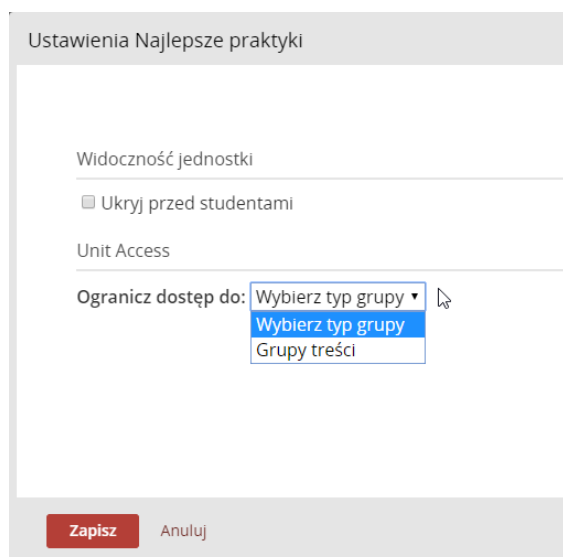 Ustawienia Najlepsze praktyki
Widoczność jednostki
Ukryj przed studentami
Unit Access
Ogranicz dostęp do: Wybierz typ grupy
Wybierz typ grupy
Grupy treści
Zapisz Anuluj